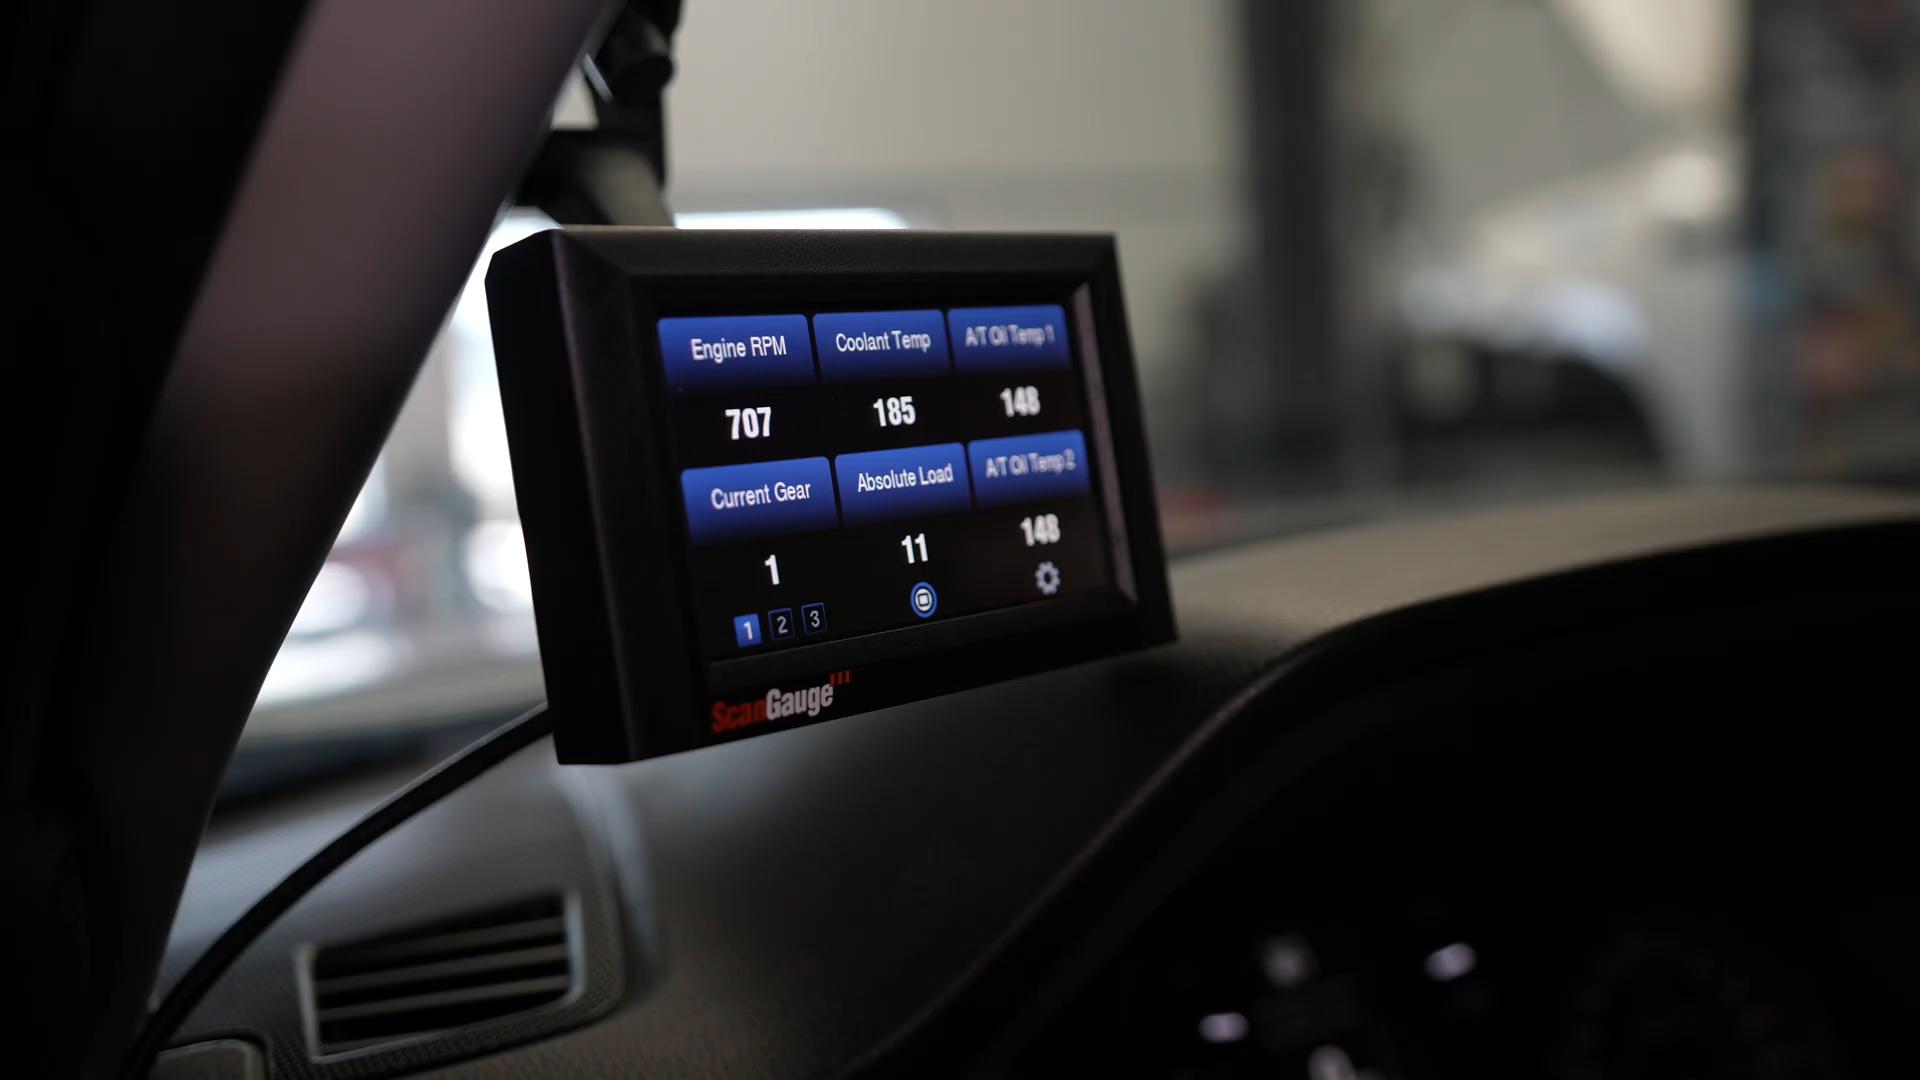 Engine RPM
Coolant Temp
A/T Oil Temp 1
707
185
148
Current Gear
Absolute Load
A/T Oil Temp 2
1
11
148
1 2 3
ScanGauge III